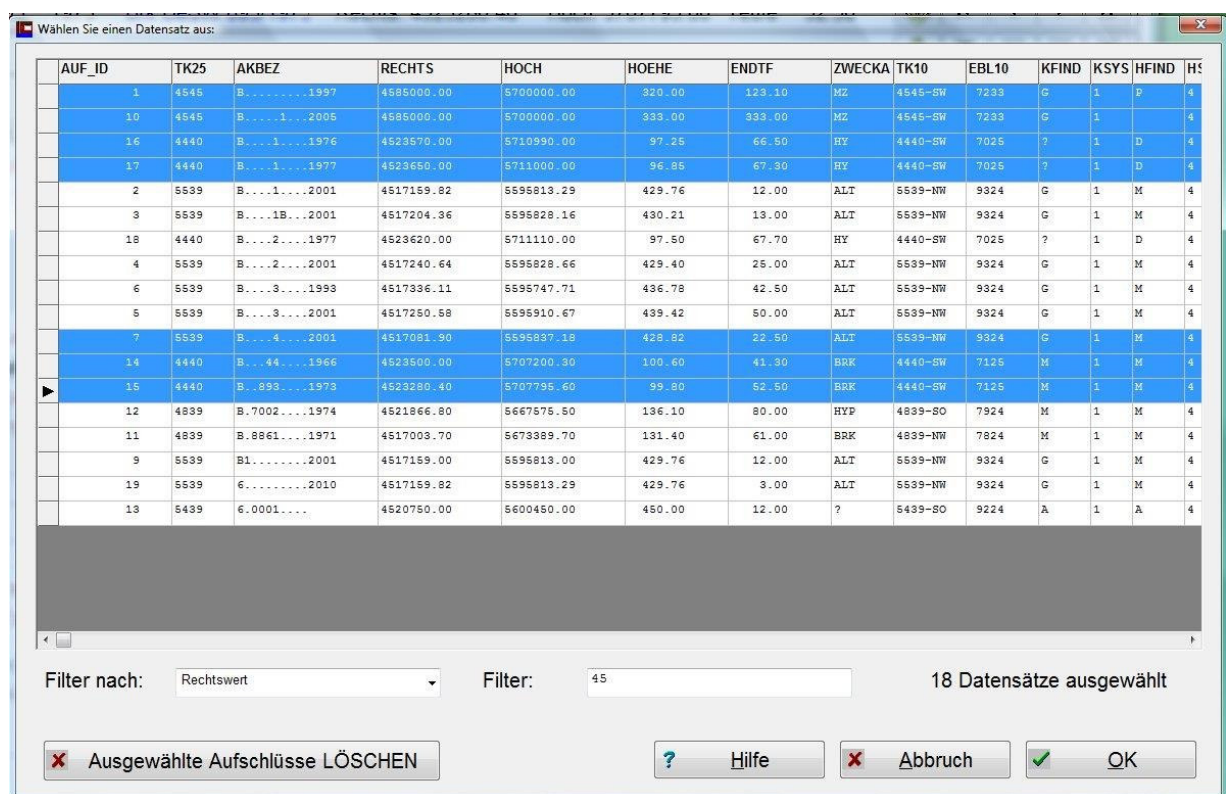 Wählen Sie einen Datensatz aus:
AUF_ID TK25 AKBEZ RECHTS HOCH HOEHE ENDTF ZWECKA TK10 EBL10 KFIND KSYS HFIND HS
1 4545 B.........1997 4585000.00 5700000.00 320.00 123.10 MZ 4545-SW 7233 G 1 P 4
10 4545 B.....1...2005 4585000.00 5700000.00 333.00 333.00 MZ 4545-SW 7233 G 1 4
16 4440 B....1....1976 4523570.00 5710990.00 97.25 66.50 HY 4440-SW 7025 ? 1 D 4
17 4440 B....1....1977 4523650.00 5711000.00 96.85 67.30 HY 4440-SW 7025 ? 1 D 4
2 5539 B....1....2001 4517159.82 5595813.29 429.76 12.00 ALT 5539-NW 9324 G 1 M 4
3 5539 B....1B...2001 4517204.36 5595828.16 430.21 13.00 ALT 5539-NW 9324 G 1 M 4
18 4440 B....2....1977 4523620.00 5711110.00 97.50 67.70 HY 4440-SW 7025 ? 1 D 4
4 5539 B....2....2001 4517240.64 5595828.66 429.40 25.00 ALT 5539-NW 9324 G 1 M 4
6 5539 B....3....1993 4517336.11 5595747.71 436.78 42.50 ALT 5539-NW 9324 G 1 M 4
5 5539 B....3....2001 4517250.58 5595910.67 439.42 50.00 ALT 5539-NW 9324 G 1 M 4
7 5539 B....4....2001 4517081.90 5595837.18 428.82 22.50 ALT 5539-NW 9324 G 1 M 4
14 4440 B...44....1966 4523500.00 5707200.30 100.60 41.30 BRK 4440-SW 7125 M 1 M 4
15 4440 B..893....1973 4523280.40 5707795.60 99.80 52.50 BRK 4440-SW 7125 M 1 M 4
12 4839 B.7002....1974 4521866.80 5667575.50 136.10 80.00 HYP 4839-SO 7924 M 1 M 4
11 4839 B.8861....1971 4517003.70 5673389.70 131.40 61.00 BRK 4839-NW 7824 M 1 M 4
9 5539 B1........2001 4517159.00 5595813.00 429.76 12.00 ALT 5539-NW 9324 G 1 M 4
19 5539 6.........2010 4517159.82 5595813.29 429.76 3.00 ALT 5539-NW 9324 G 1 M 4
13 5439 6.0001.... 4520750.00 5600450.00 450.00 12.00 ? 5439-SO 9224 A 1 A 4
Filter nach: Rechtswert Filter: 45 18 Datensätze ausgewählt
Ausgewählte Aufschlüsse LÖSCHEN ? Hilfe Abbruch OK